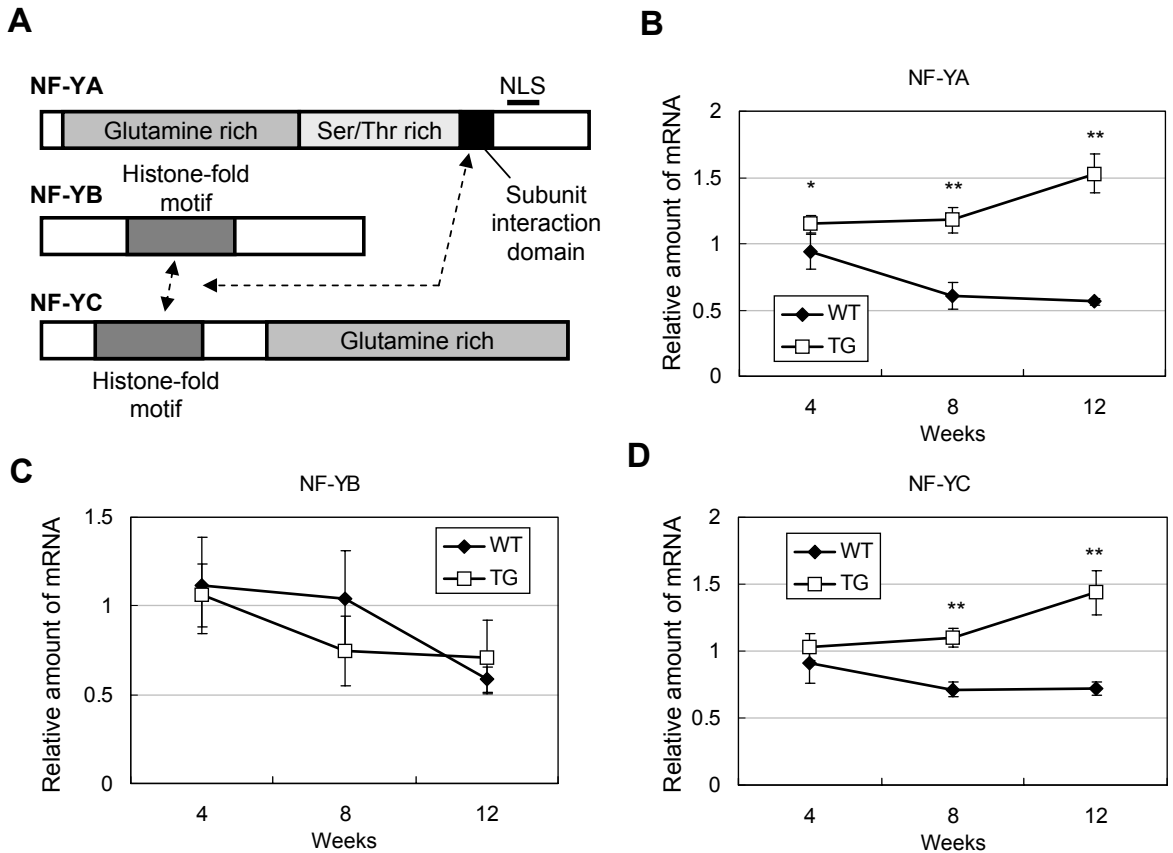 A
NF-YA
NLS
Glutamine rich
Ser/Thr rich
Histone-fold
motif
Subunit
interaction
domain
NF-YB
NF-YC
Glutamine rich
Histone-fold
motif
B
NF-YA
Relative amount of mRNA
2
1.5
1
0.5
0
*
**
**
WT
TG
4
8
12
Weeks
C
NF-YB
Relative amount of mRNA
1.5
1
0.5
0
WT
TG
4
8
12
Weeks
D
NF-YC
Relative amount of mRNA
2
1.5
1
0.5
0
WT
TG
**
**
4
8
12
Weeks